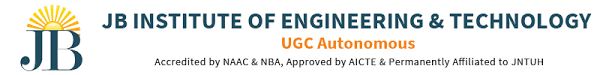 JB
JB INSTITUTE OF ENGINEERING & TECHNOLOGY
UGC Autonomous
Accredited by NAAC & NBA, Approved by AICTE & Permanently Affiliated to JNTUH